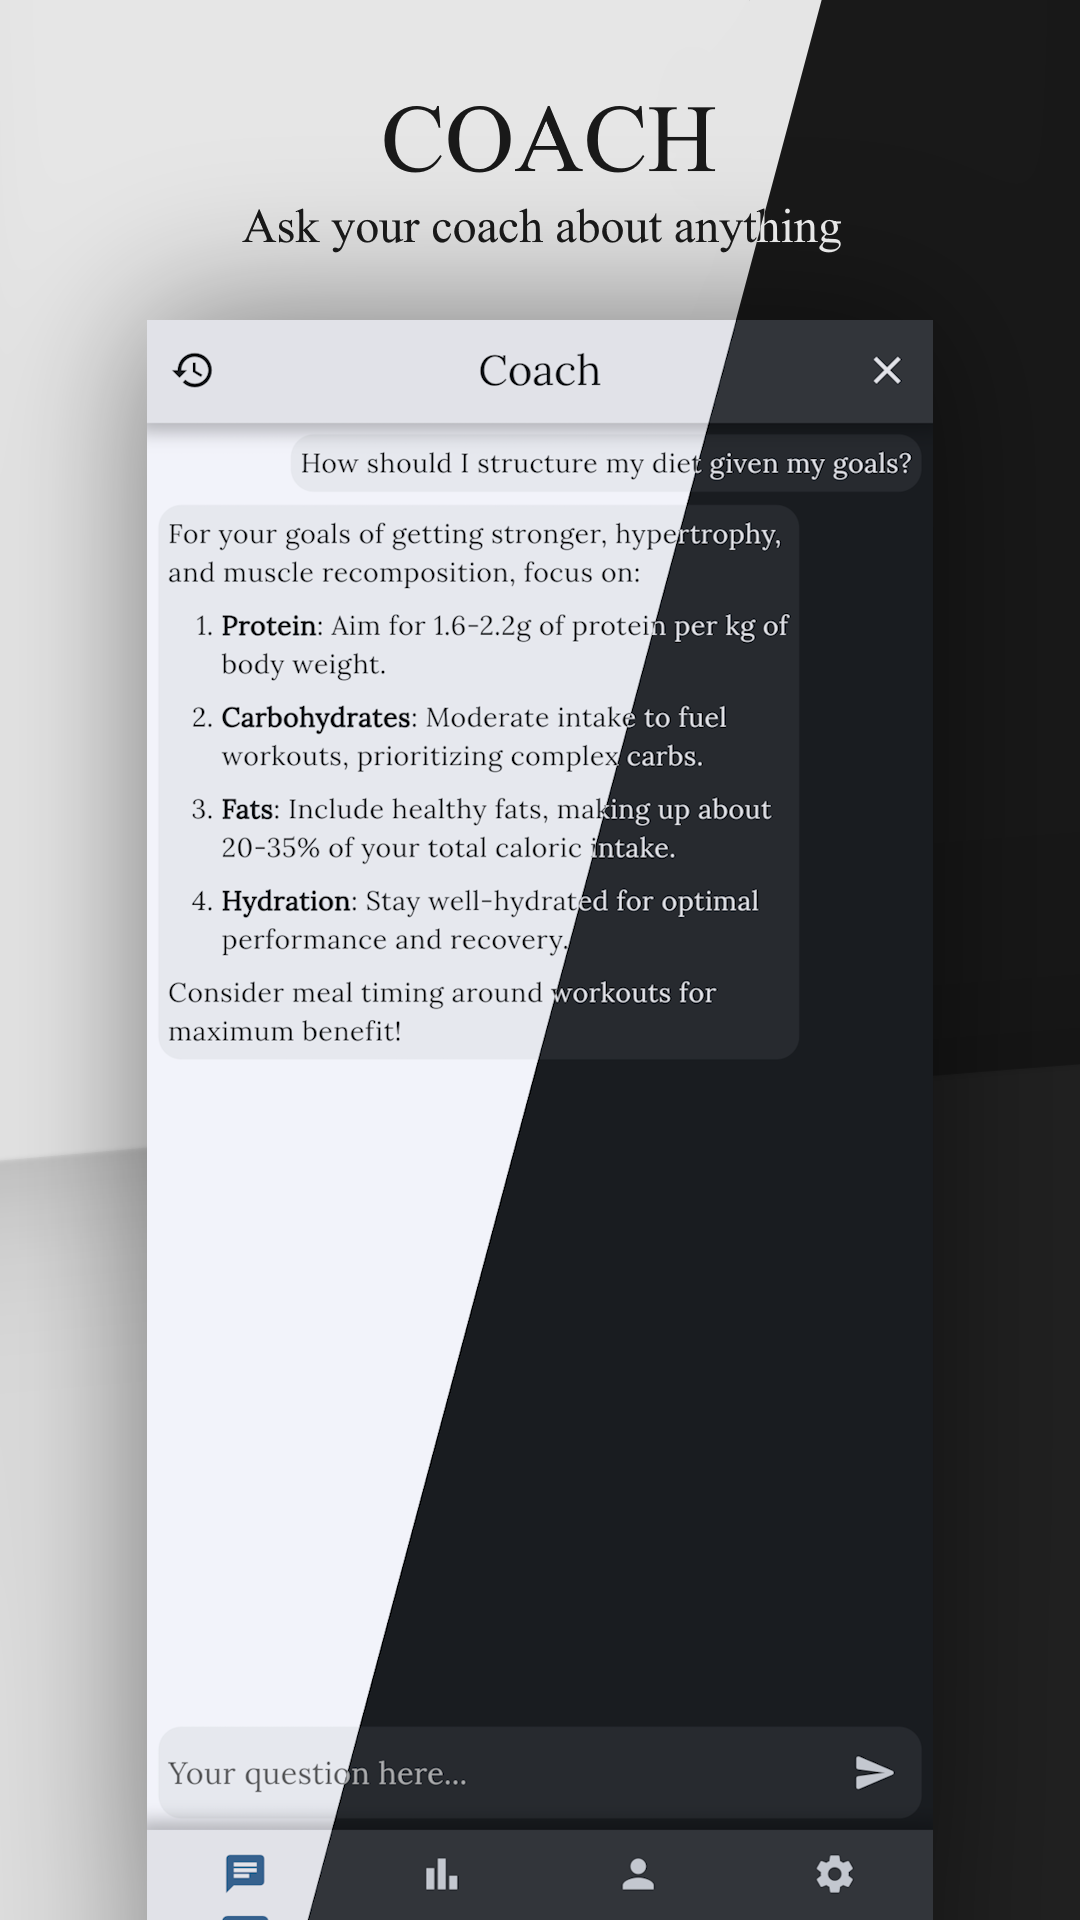 COACH
Ask your coach about anything
Coach
How should I structure my diet given my goals?
For your goals of getting stronger, hypertrophy,
and muscle recomposition, focus on:
1. Protein: Aim for 1.6-2.2g of protein per kg of
body weight.
2. Carbohydrates: Moderate intake to fuel
workouts, prioritizing complex carbs.
3. Fats: Include healthy fats, making up about
20-35% of your total caloric intake.
4. Hydration: Stay well-hydrated for optimal
performance and recovery.
Consider meal timing around workouts for
maximum benefit!
Your question here...